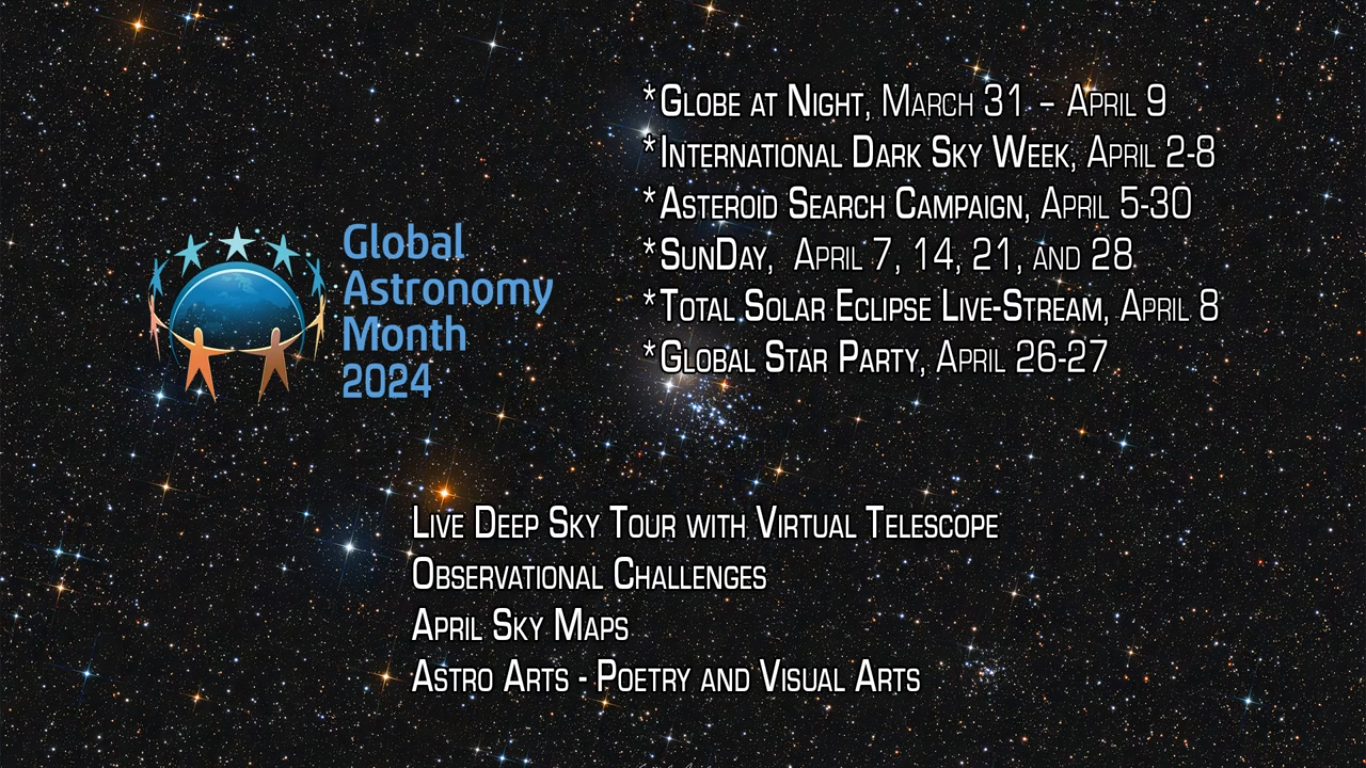 Global
Astronomy
Month
2024
*Globe at Night, March 31 – April 9
*International Dark Sky Week, April 2-8
*Asteroid Search Campaign, April 5-30
*SunDay, April 7, 14, 21, and 28
*Total Solar Eclipse Live-Stream, April 8
*Global Star Party, April 26-27
Live Deep Sky Tour with Virtual Telescope
Observational Challenges
April Sky Maps
Astro Arts - Poetry and Visual Arts